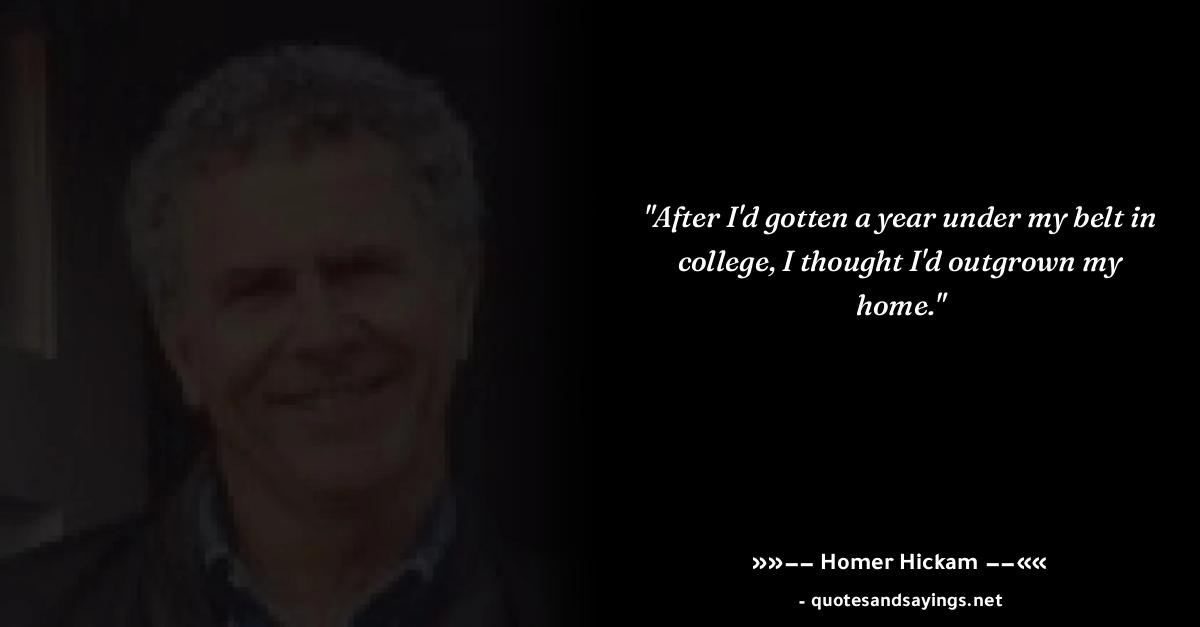 "After I'd gotten a year under my belt in
college, I thought I'd outgrown my
home."
»»−− Homer Hickam −−««
- quotesandsayings.net